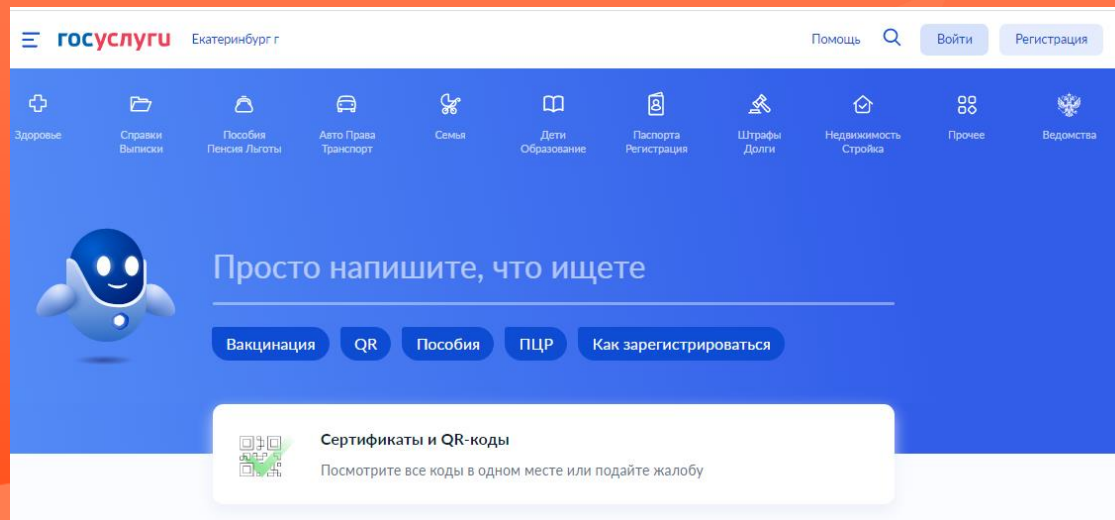 госуслуги Екатеринбург г Помощь Войти Регистрация
Здоровье
Справки
Выписки
Пособия
Пенсия Льготы
Авто Права
Транспорт
Семья
Дети
Образование
Паспорта
Регистрация
Штрафы
Долги
Недвижимость
Стройка
Прочее
Ведомства
Просто напишите, что ищете
Вакцинация QR Пособия ПЦР Как зарегистрироваться
Сертификаты и QR-коды
Посмотрите все коды в одном месте или подайте жалобу